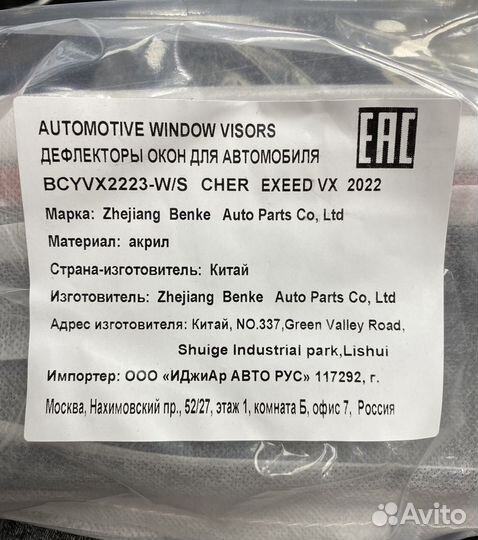 AUTOMOTIVE WINDOW VISORS
ДЕФЛЕКТОРЫ ОКОН ДЛЯ АВТОМОБИЛЯ
EAC
BCYVX2223-W/S CHER EXEED VX 2022
Марка: Zhejiang Benke Auto Parts Co, Ltd
Материал: акрил
Страна-изготовитель: Китай
Изготовитель: Zhejiang Benke Auto Parts Co, Ltd
Адрес изготовителя: Китай, NO.337,Green Valley Road,
Shuige Industrial park,Lishui
Импортер: ООО «ИДжиАр АВТО РУС» 117292, г.
Москва, Нахимовский пр., 52/27, этаж 1, комната Б, офис 7, Россия
Авито